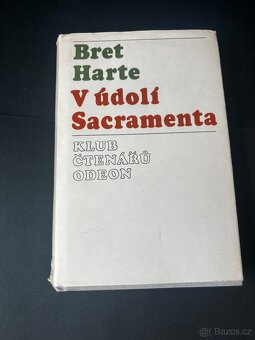 Bret
Harte
V údolí
Sacramenta
KLUB
ČTENÁŘŮ
ODEON
© Bazos.cz